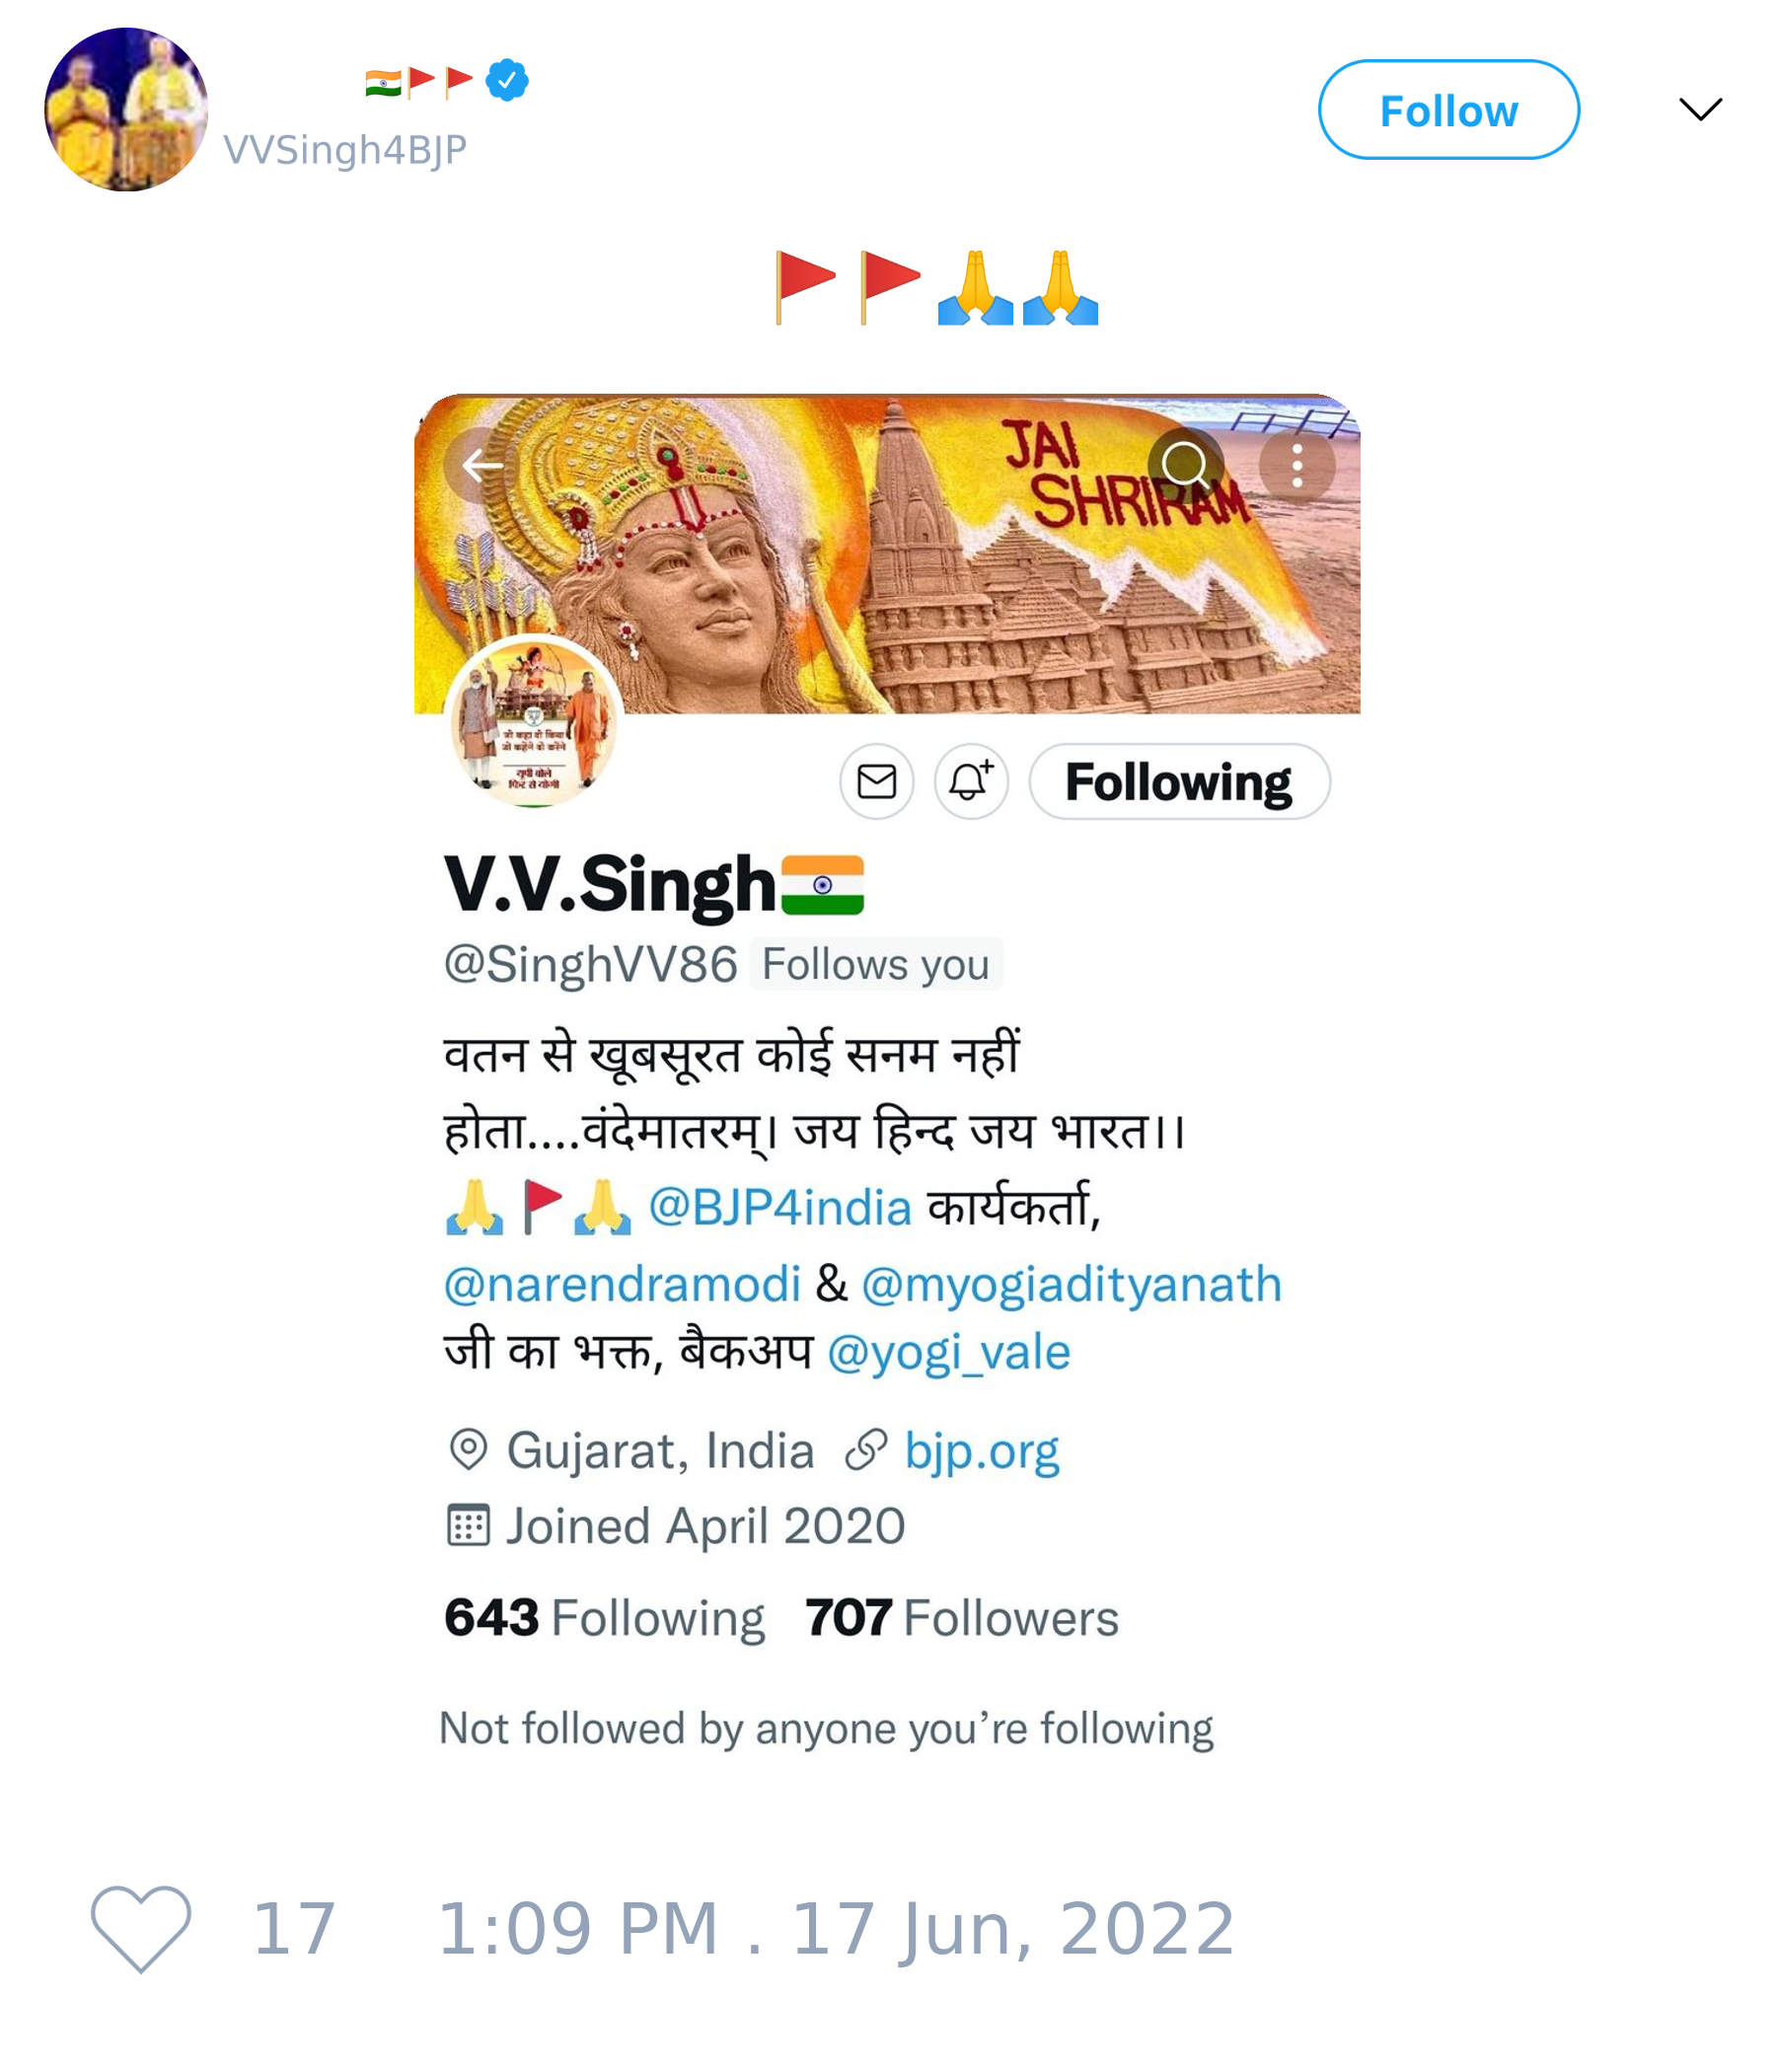 🇮🇳🚩🚩
VVSingh4BJP
Follow
🚩🚩🙏🙏
JAI
SHRIRAM
जो कहा वो किया
जो कहेंगे वो करेंगे
यूपी बोले
फिर से योगी
Following
V.V.Singh🇮🇳
@SinghVV86 Follows you
वतन से खूबसूरत कोई सनम नहीं
होता....वंदेमातरम्। जय हिन्द जय भारत।।
🙏🚩🙏 @BJP4india कार्यकर्ता,
@narendramodi & @myogiadityanath
जी का भक्त, बैकअप @yogi_vale
Gujarat, India bjp.org
Joined April 2020
643 Following 707 Followers
Not followed by anyone you’re following
17 1:09 PM . 17 Jun, 2022